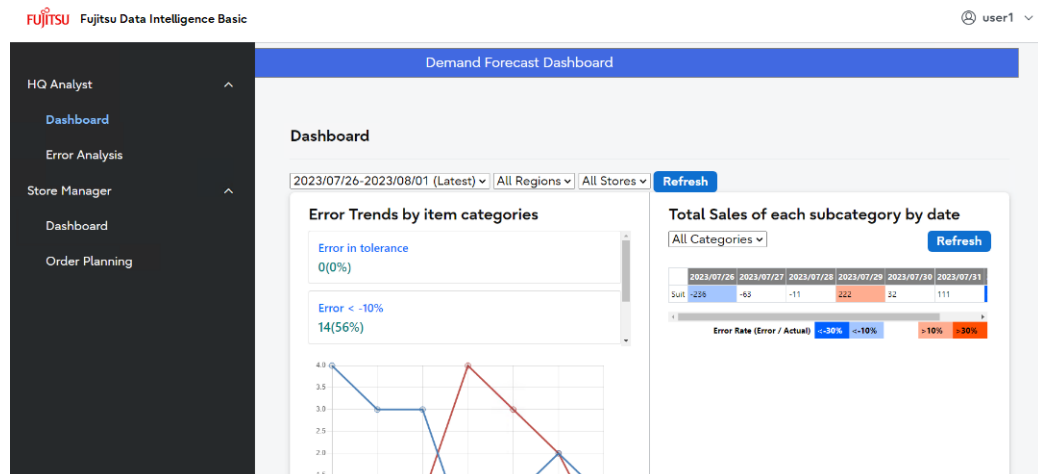 FUJITSU Fujitsu Data Intelligence Basic
user1
HQ Analyst
Dashboard
Error Analysis
Store Manager
Dashboard
Order Planning
Demand Forecast Dashboard
Dashboard
2023/07/26-2023/08/01 (Latest) All Regions All Stores Refresh
Error Trends by item categories
Error in tolerance
0(0%)
Error < -10%
14(56%)
4.0
3.5
3.0
2.5
2.0
1.5
Total Sales of each subcategory by date
All Categories Refresh
2023/07/26 2023/07/27 2023/07/28 2023/07/29 2023/07/30 2023/07/31
Suit -236 -63 -11 222 32 111
Error Rate (Error / Actual) <-30% <-10% >10% >30%